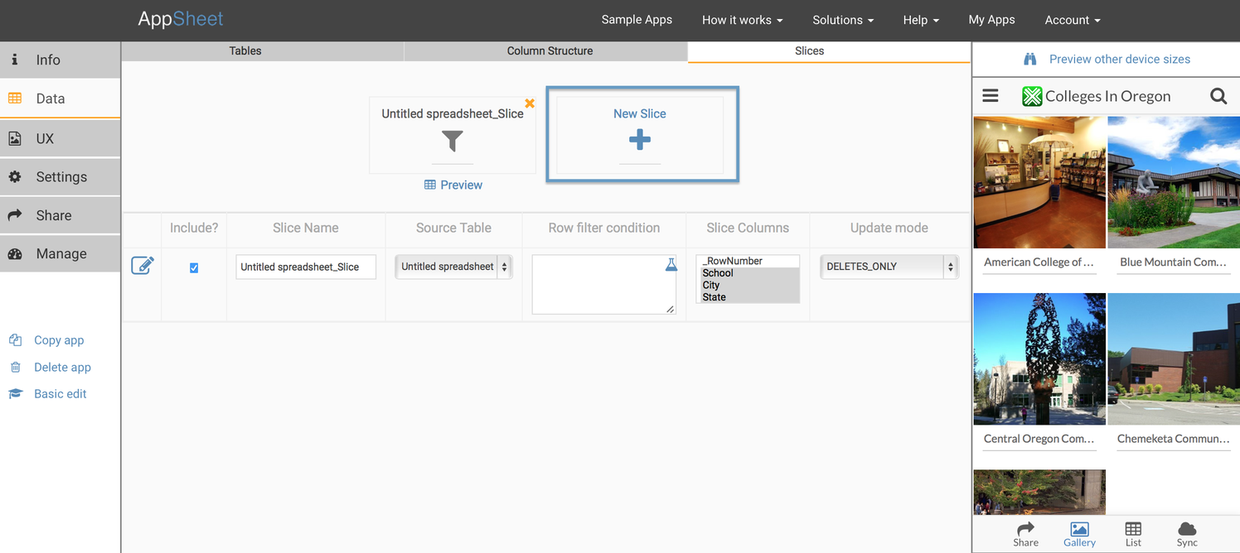 AppSheet
Sample Apps How it works Solutions Help My Apps Account
Info
Data
UX
Settings
Share
Manage
Copy app
Delete app
Basic edit
Tables Column Structure Slices
Untitled spreadsheet_Slice
Preview
New Slice
Include? Slice Name Source Table Row filter condition Slice Columns Update mode
Untitled spreadsheet_Slice Untitled spreadsheet _RowNumber DELETES_ONLY
School
City
State
Preview other device sizes
Colleges In Oregon
American College of ... Blue Mountain Com...
Central Oregon Com... Chemeketa Commun...
Share Gallery List Sync